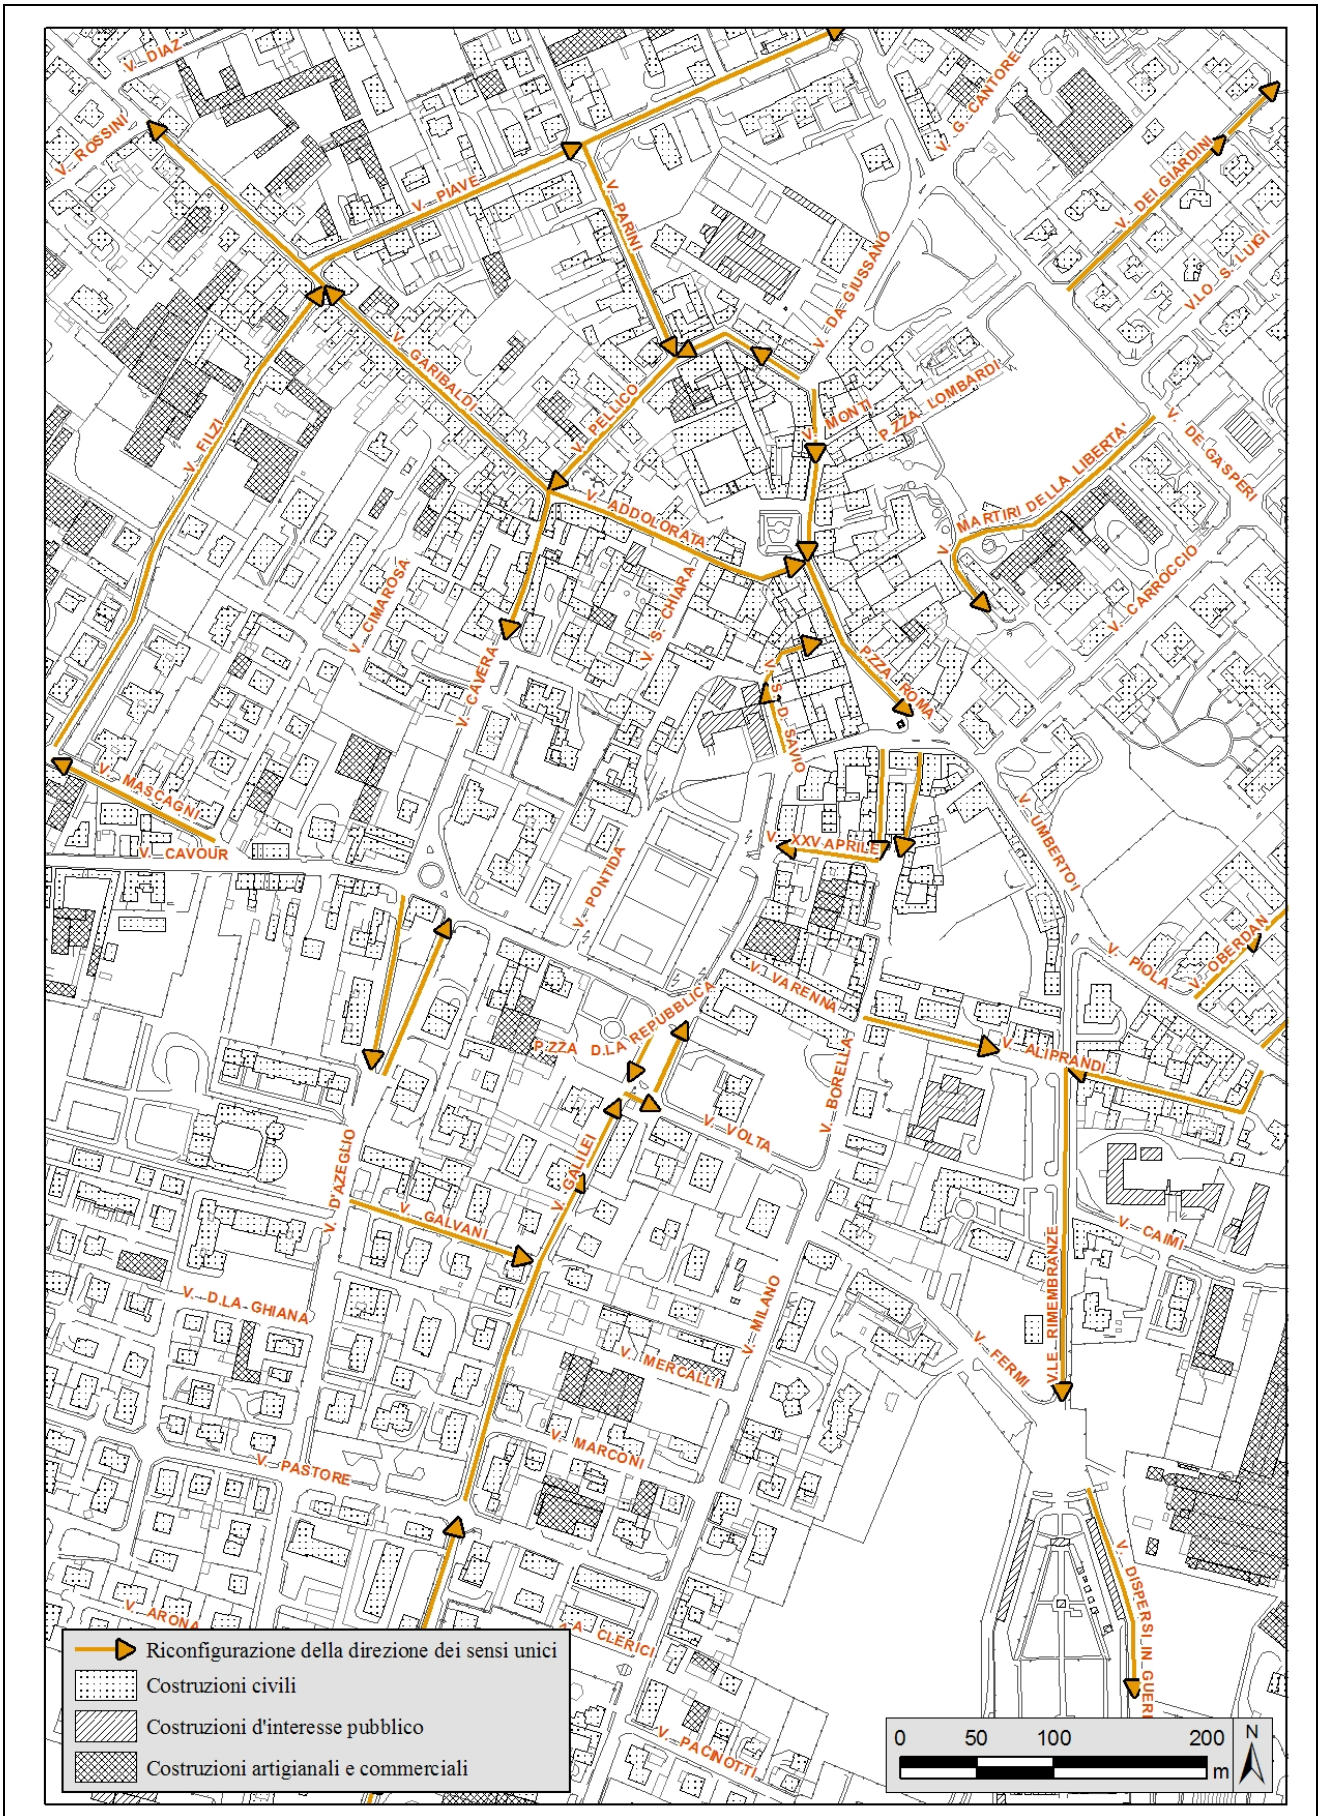 V. DIAZ
V. ROSSINI
V. G. CANTORE
V. PIAVE
V. PARINI
V. DEI GIARDINI
V.LO S. LUIGI
V. DA GIUSSANO
V. GARIBALDI
V. PELLICO
V. MONTI
P.ZZA LOMBARDI
V. FILZI
V. DE GASPERI
V. MARTIRI DELLA LIBERTA'
V. ADDOLORATA
V. CIMAROSA
V. S. CHIARA
V. CARROCCIO
V. CAVERA
P.ZZA ROMA
V. S. D. SAVIO
V. MASCAGNI
V. CAVOUR
V. XXV APRILE
V. UMBERTO I
V. PONTIDA
V. PIOLA
V. OBERDAN
V. VARENNA
P.ZZA D.LA REPUBBLICA
V. ALIPRANDI
V. BORELLA
V. VOLTA
V. GALILEI
V. D'AZEGLIO
V. GALVANI
V. CAIMI
V.LE RIMEMBRANZE
V. D.LA GHIANA
V. MILANO
V. MERCALLI
V. FERMI
V. MARCONI
V. PASTORE
V. DISPERSI IN GUERR
V. ARONA
A. CLERICI
V. PACINOTTI
Riconfigurazione della direzione dei sensi unici
Costruzioni civili
Costruzioni d'interesse pubblico
Costruzioni artigianali e commerciali
0 50 100 200
m
N